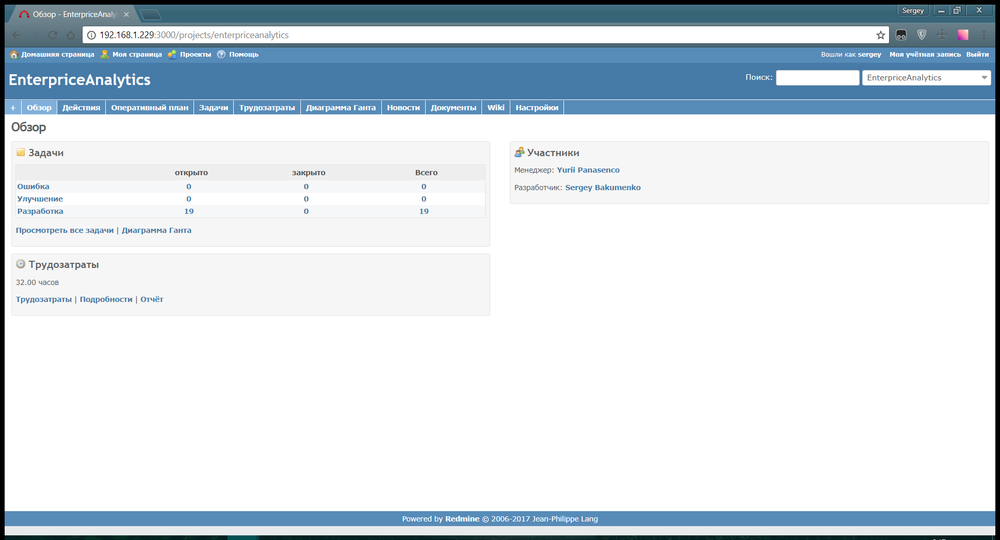 Обзор - EnterpriceAnaly
Sergey
192.168.1.229:3000/projects/enterpriceanalytics
Домашняя страница Моя страница Проекты Помощь
Вошли как sergey Моя учётная запись Выйти
EnterpriceAnalytics
Поиск: EnterpriceAnalytics
+ Обзор Действия Оперативный план Задачи Трудозатраты Диаграмма Ганта Новости Документы Wiki Настройки
Обзор
Задачи
открыто закрыто Всего
Ошибка 0 0 0
Улучшение 0 0 0
Разработка 19 0 19
Просмотреть все задачи | Диаграмма Ганта
Трудозатраты
32.00 часов
Трудозатраты | Подробности | Отчёт
Участники
Менеджер: Yurii Panasenco
Разработчик: Sergey Bakumenko
Powered by Redmine © 2006-2017 Jean-Philippe Lang